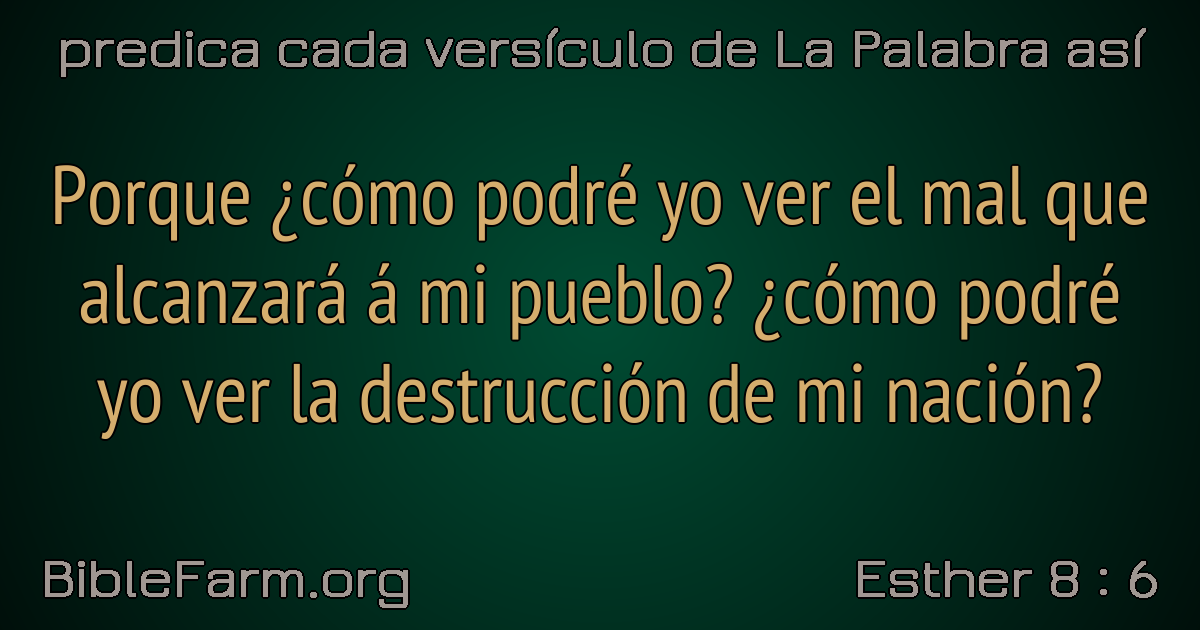 predica cada versículo de La Palabra así
Porque ¿cómo podré yo ver el mal que
alcanzará á mi pueblo? ¿cómo podré
yo ver la destrucción de mi nación?
BibleFarm.org
Esther 8 : 6